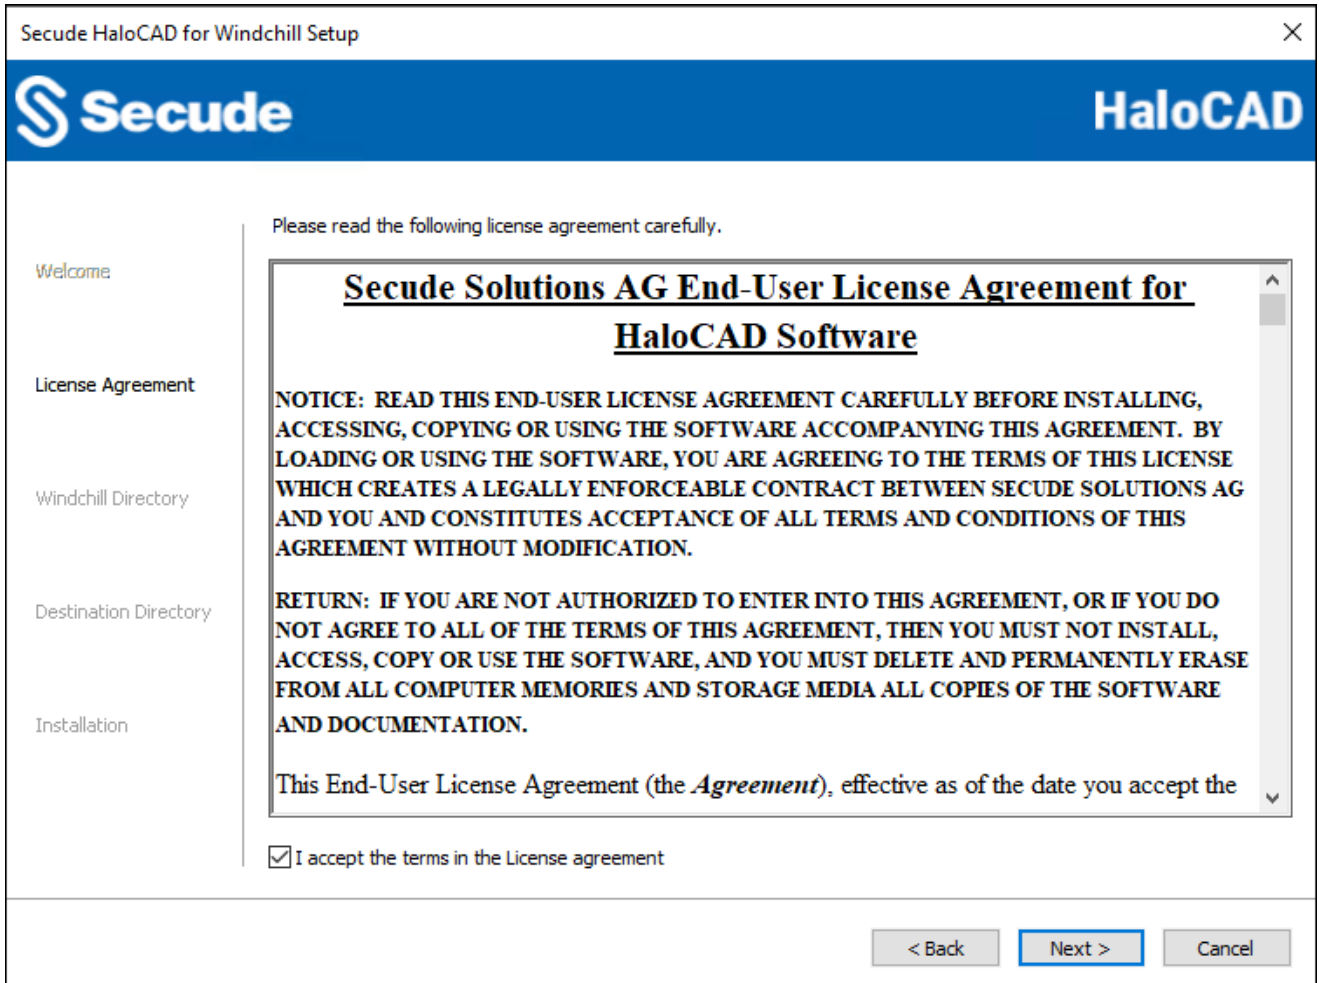 Secude HaloCAD for Windchill Setup
Secude
HaloCAD
Welcome
License Agreement
Windchill Directory
Destination Directory
Installation
Please read the following license agreement carefully.
Secude Solutions AG End-User License Agreement for
HaloCAD Software
NOTICE:  READ THIS END-USER LICENSE AGREEMENT CAREFULLY BEFORE INSTALLING,
ACCESSING, COPYING OR USING THE SOFTWARE ACCOMPANYING THIS AGREEMENT.  BY
LOADING OR USING THE SOFTWARE, YOU ARE AGREEING TO THE TERMS OF THIS LICENSE
WHICH CREATES A LEGALLY ENFORCEABLE CONTRACT BETWEEN SECUDE SOLUTIONS AG
AND YOU AND CONSTITUTES ACCEPTANCE OF ALL TERMS AND CONDITIONS OF THIS
AGREEMENT WITHOUT MODIFICATION.
RETURN:  IF YOU ARE NOT AUTHORIZED TO ENTER INTO THIS AGREEMENT, OR IF YOU DO
NOT AGREE TO ALL OF THE TERMS OF THIS AGREEMENT, THEN YOU MUST NOT INSTALL,
ACCESS, COPY OR USE THE SOFTWARE, AND YOU MUST DELETE AND PERMANENTLY ERASE
FROM ALL COMPUTER MEMORIES AND STORAGE MEDIA ALL COPIES OF THE SOFTWARE
AND DOCUMENTATION.
This End-User License Agreement (the Agreement), effective as of the date you accept the
I accept the terms in the License agreement
< Back
Next >
Cancel